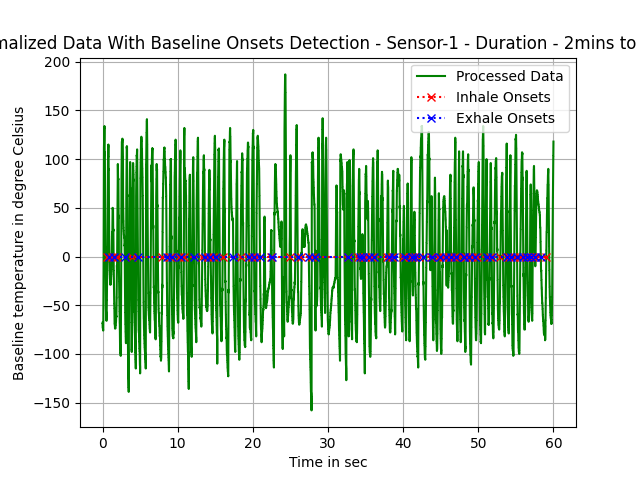 malized Data With Baseline Onsets Detection - Sensor-1 - Duration - 2mins to
Processed Data
Inhale Onsets
Exhale Onsets
Baseline temperature in degree Celsius
200
150
100
50
0
−50
−100
−150
0 10 20 30 40 50 60
Time in sec